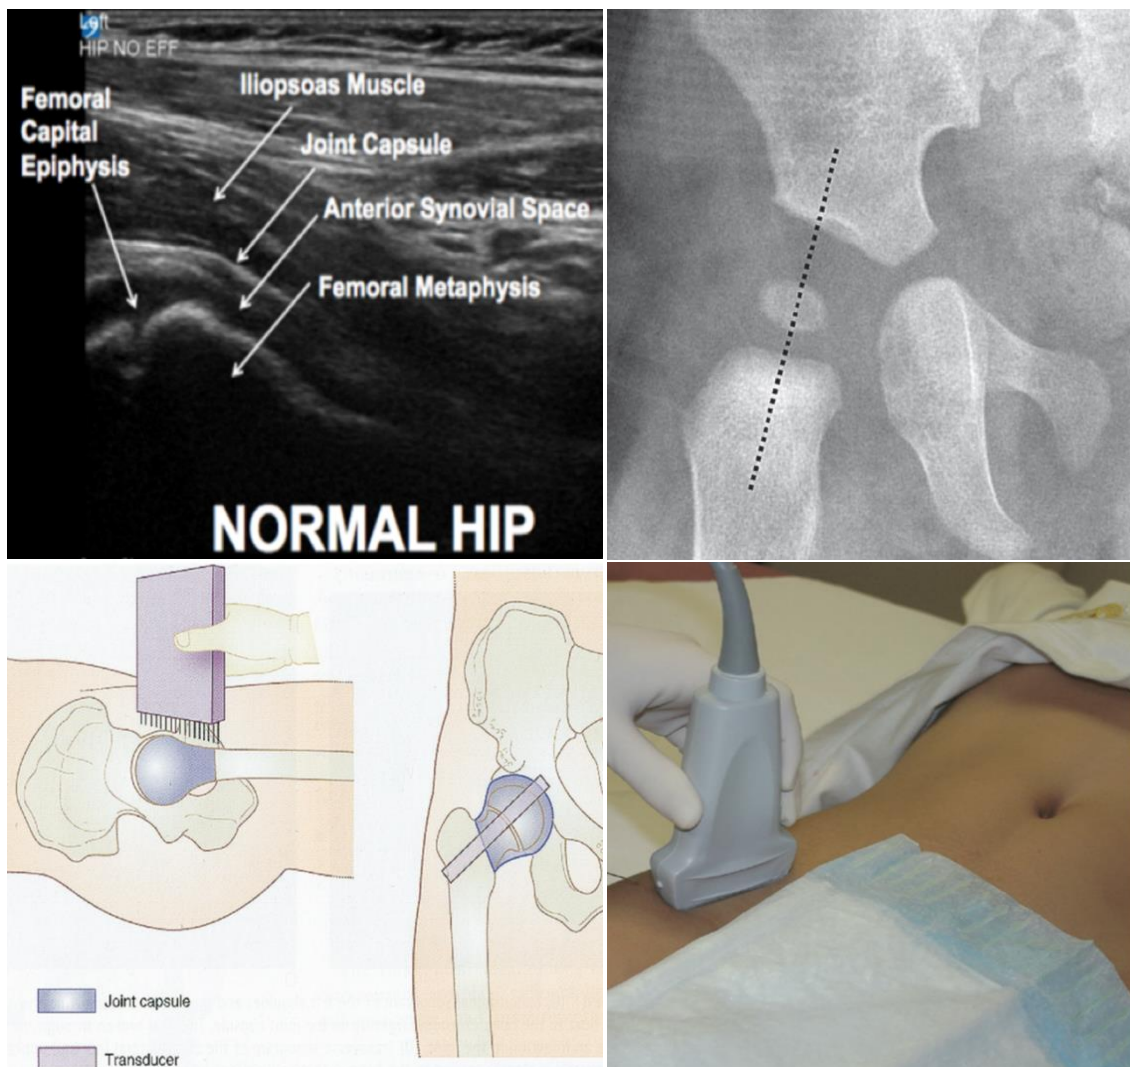 Left
HIP NO EFF
Iliopsoas Muscle
Femoral
Capital
Epiphysis
Joint Capsule
Anterior Synovial Space
Femoral Metaphysis
NORMAL HIP
Joint capsule
Transducer